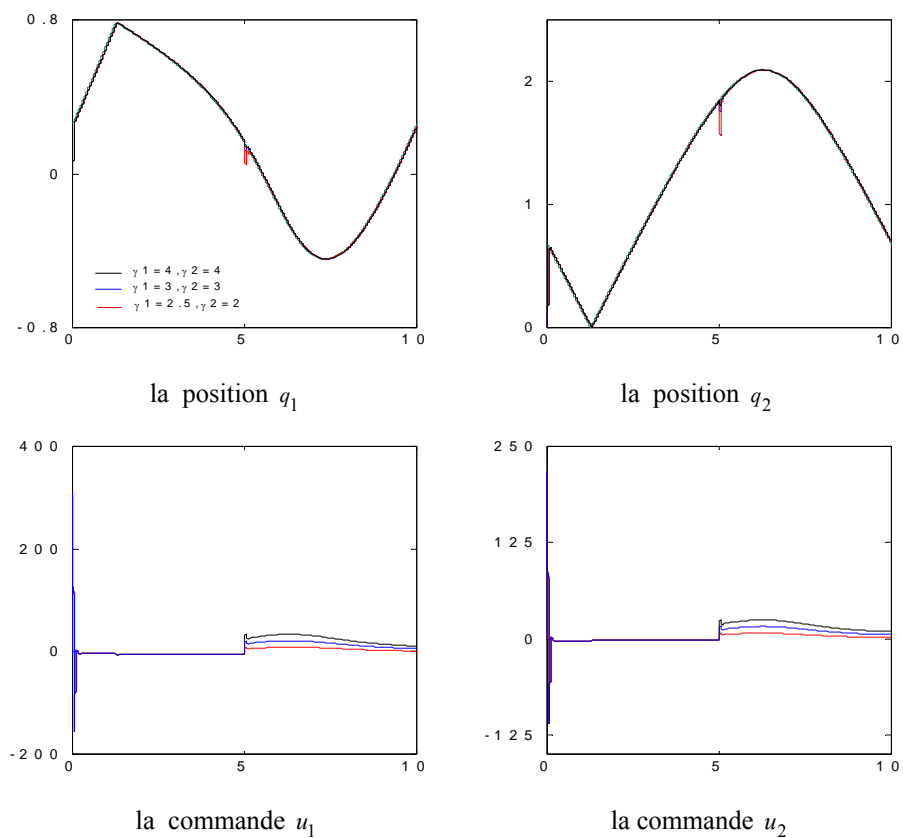 0.8
0
-0.8
0 5 10
γ1=4,γ2=4
γ1=3,γ2=3
γ1=2.5,γ2=2
la position q1
2
1
0
0 5 10
la position q2
400
200
0
-200
0 5 10
la commande u1
250
125
0
-125
0 5 10
la commande u2